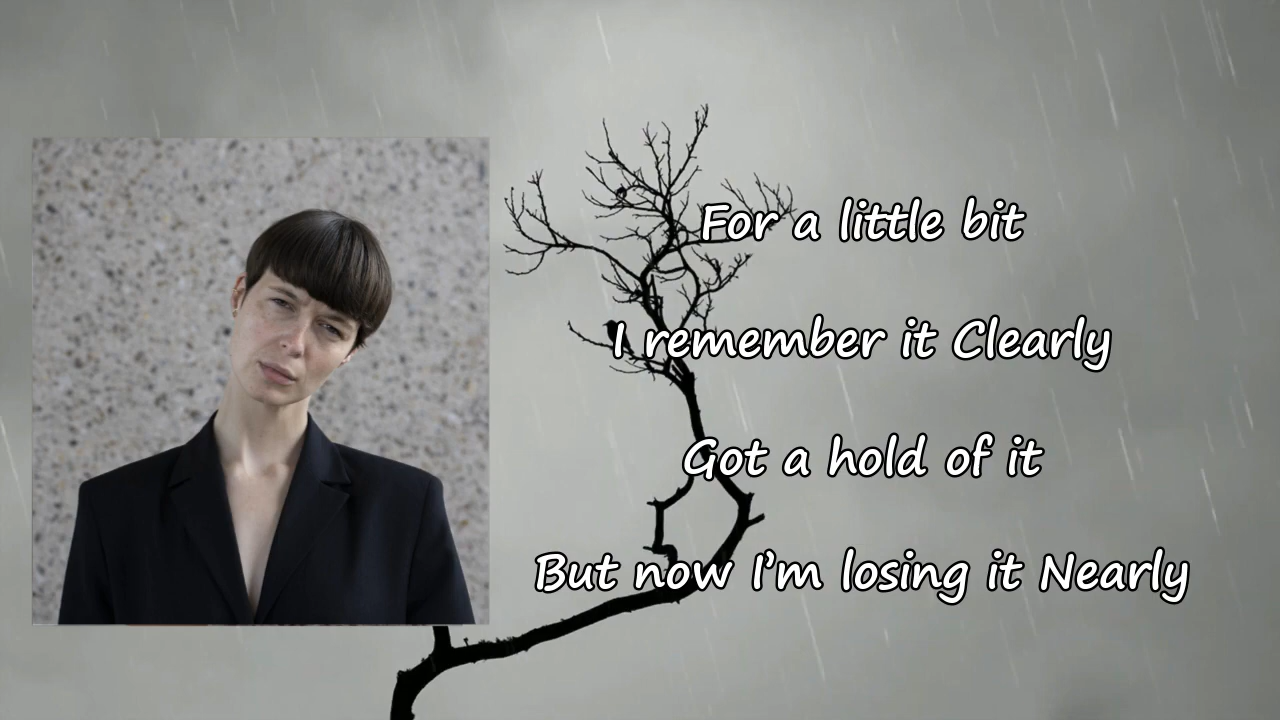 For a little bit
I remember it Clearly
Got a hold of it
But now I'm losing it Nearly